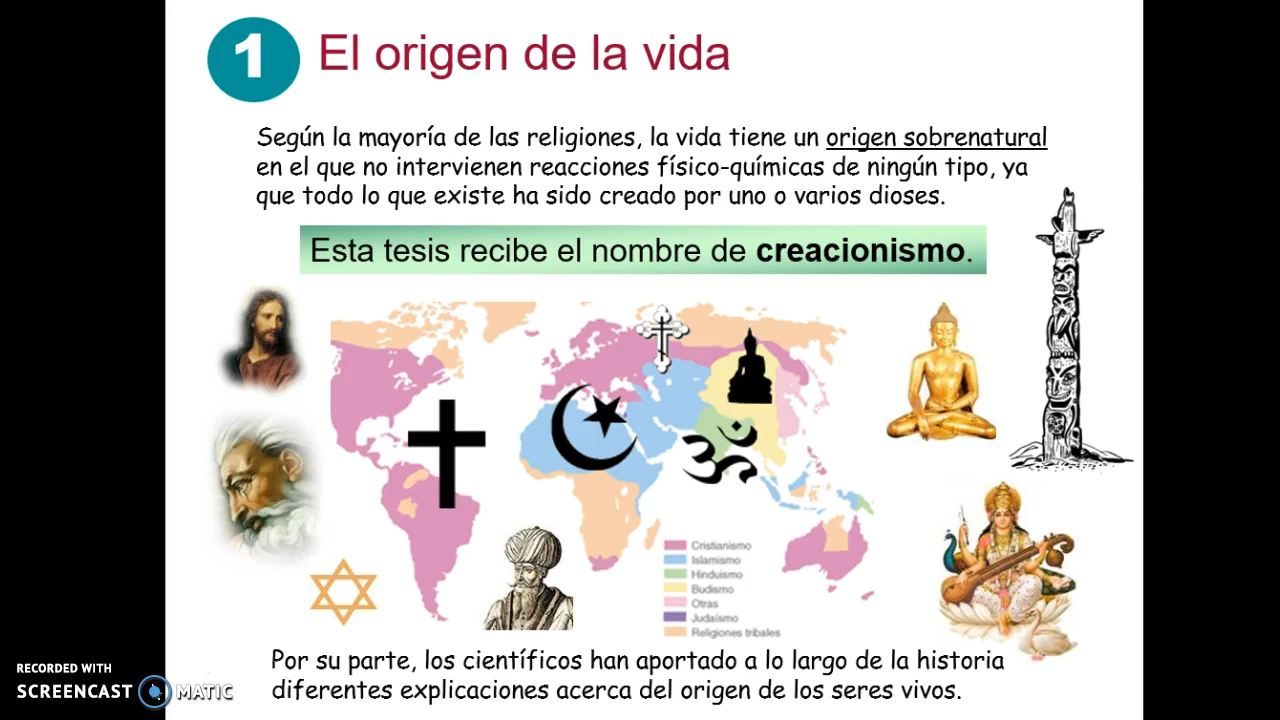 1 El origen de la vida
Según la mayoría de las religiones, la vida tiene un origen sobrenatural
en el que no intervienen reacciones físico-químicas de ningún tipo, ya
que todo lo que existe ha sido creado por uno o varios dioses.
Esta tesis recibe el nombre de creacionismo.
Cristianismo
Islamismo
Hinduismo
Budismo
Otras
Judaísmo
Religiones tribales
Por su parte, los científicos han aportado a lo largo de la historia
diferentes explicaciones acerca del origen de los seres vivos.
RECORDED WITH
SCREENCAST MATIC